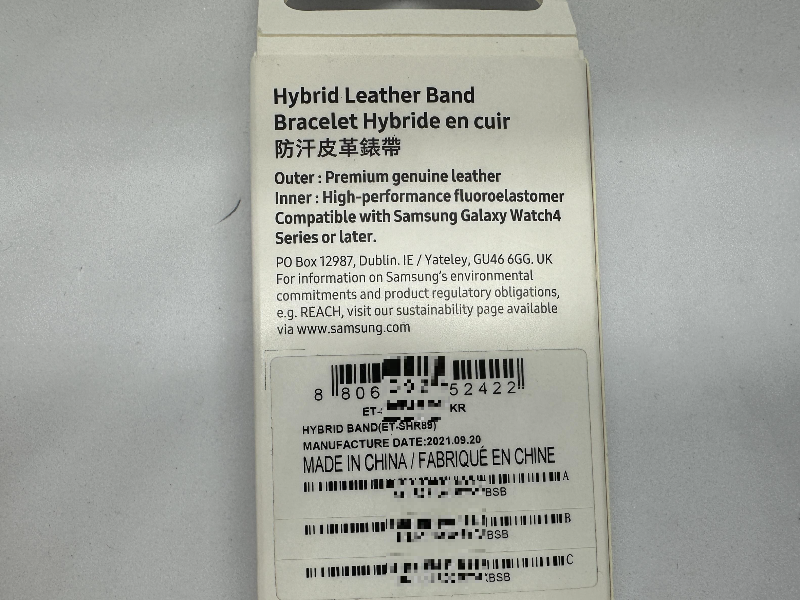 Hybrid Leather Band
Bracelet Hybride en cuir
防汗皮革錶帶
Outer : Premium genuine leather
Inner : High-performance fluoroelastomer
Compatible with Samsung Galaxy Watch4
Series or later.
PO Box 12987, Dublin. IE / Yateley, GU46 6GG. UK
For information on Samsung's environmental
commitments and product regulatory obligations,
e.g. REACH, visit our sustainability page available
via www.samsung.com
8 806 52422
ET- KR
HYBRID BAND(ET-SHR89)
MANUFACTURE DATE:2021.09.20
MADE IN CHINA / FABRIQUÉ EN CHINE
A
BSB
B
BSB
C
BSB